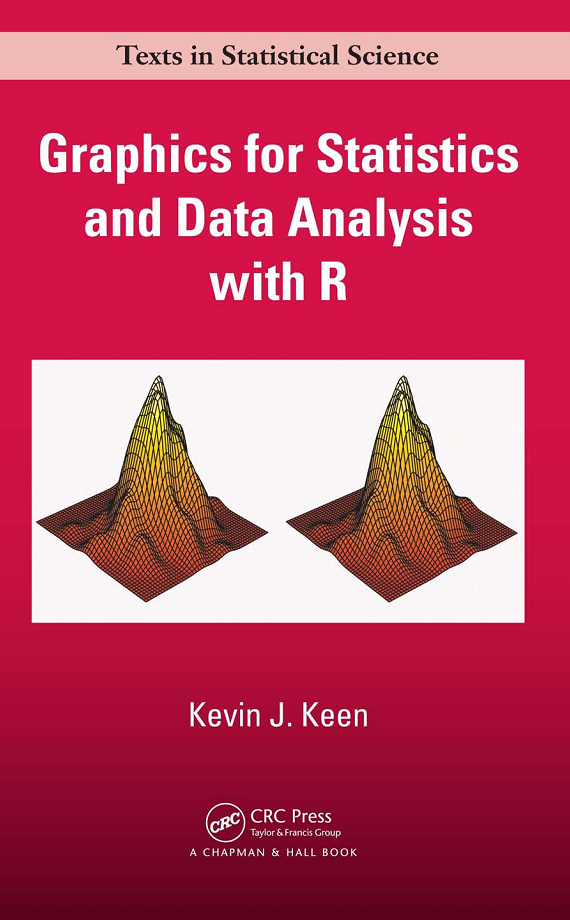 Texts in Statistical Science
Graphics for Statistics
and Data Analysis
with R
Kevin J. Keen
CRC
CRC Press
Taylor & Francis Group
A CHAPMAN & HALL BOOK